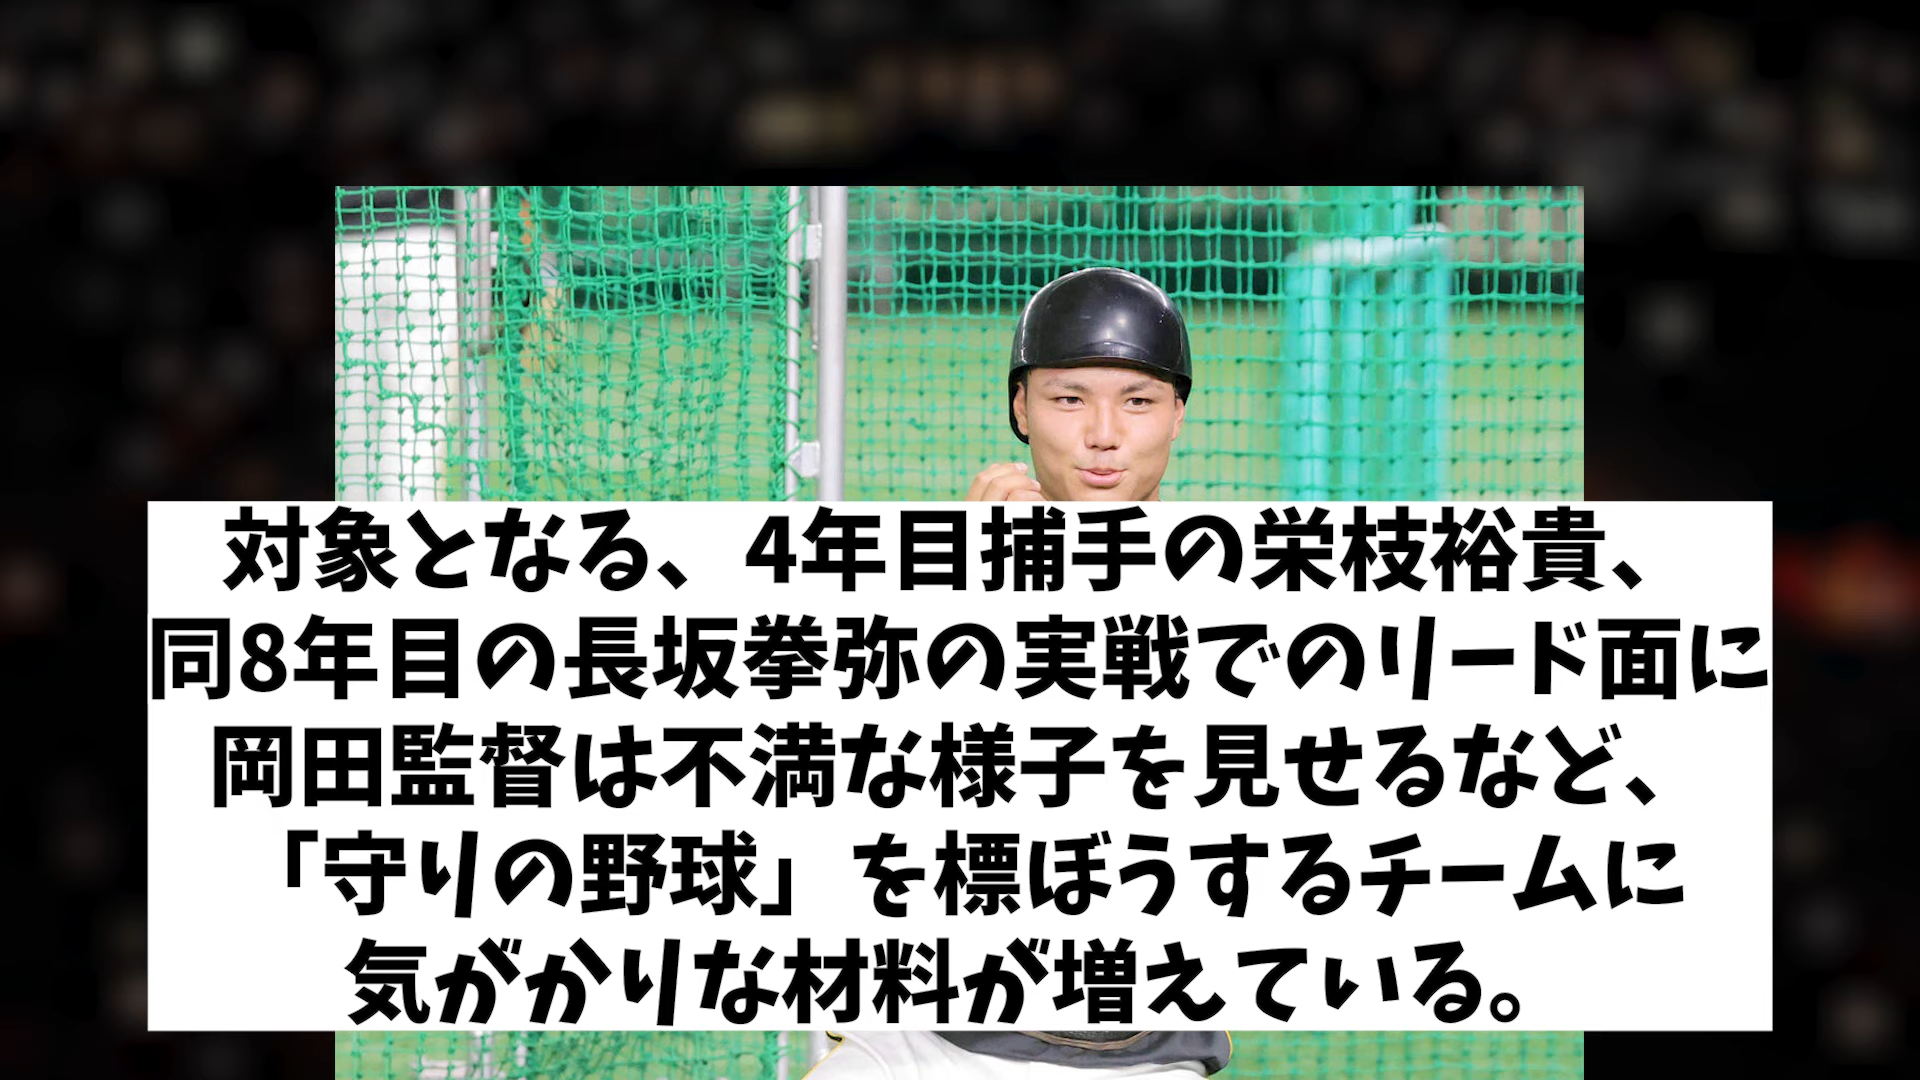 対象となる、4年目捕手の栄枝裕貴、
同8年目の長坂拳弥の実戦でのリード面に
岡田監督は不満な様子を見せるなど、
「守りの野球」を標ぼうするチームに
気がかりな材料が増えている。